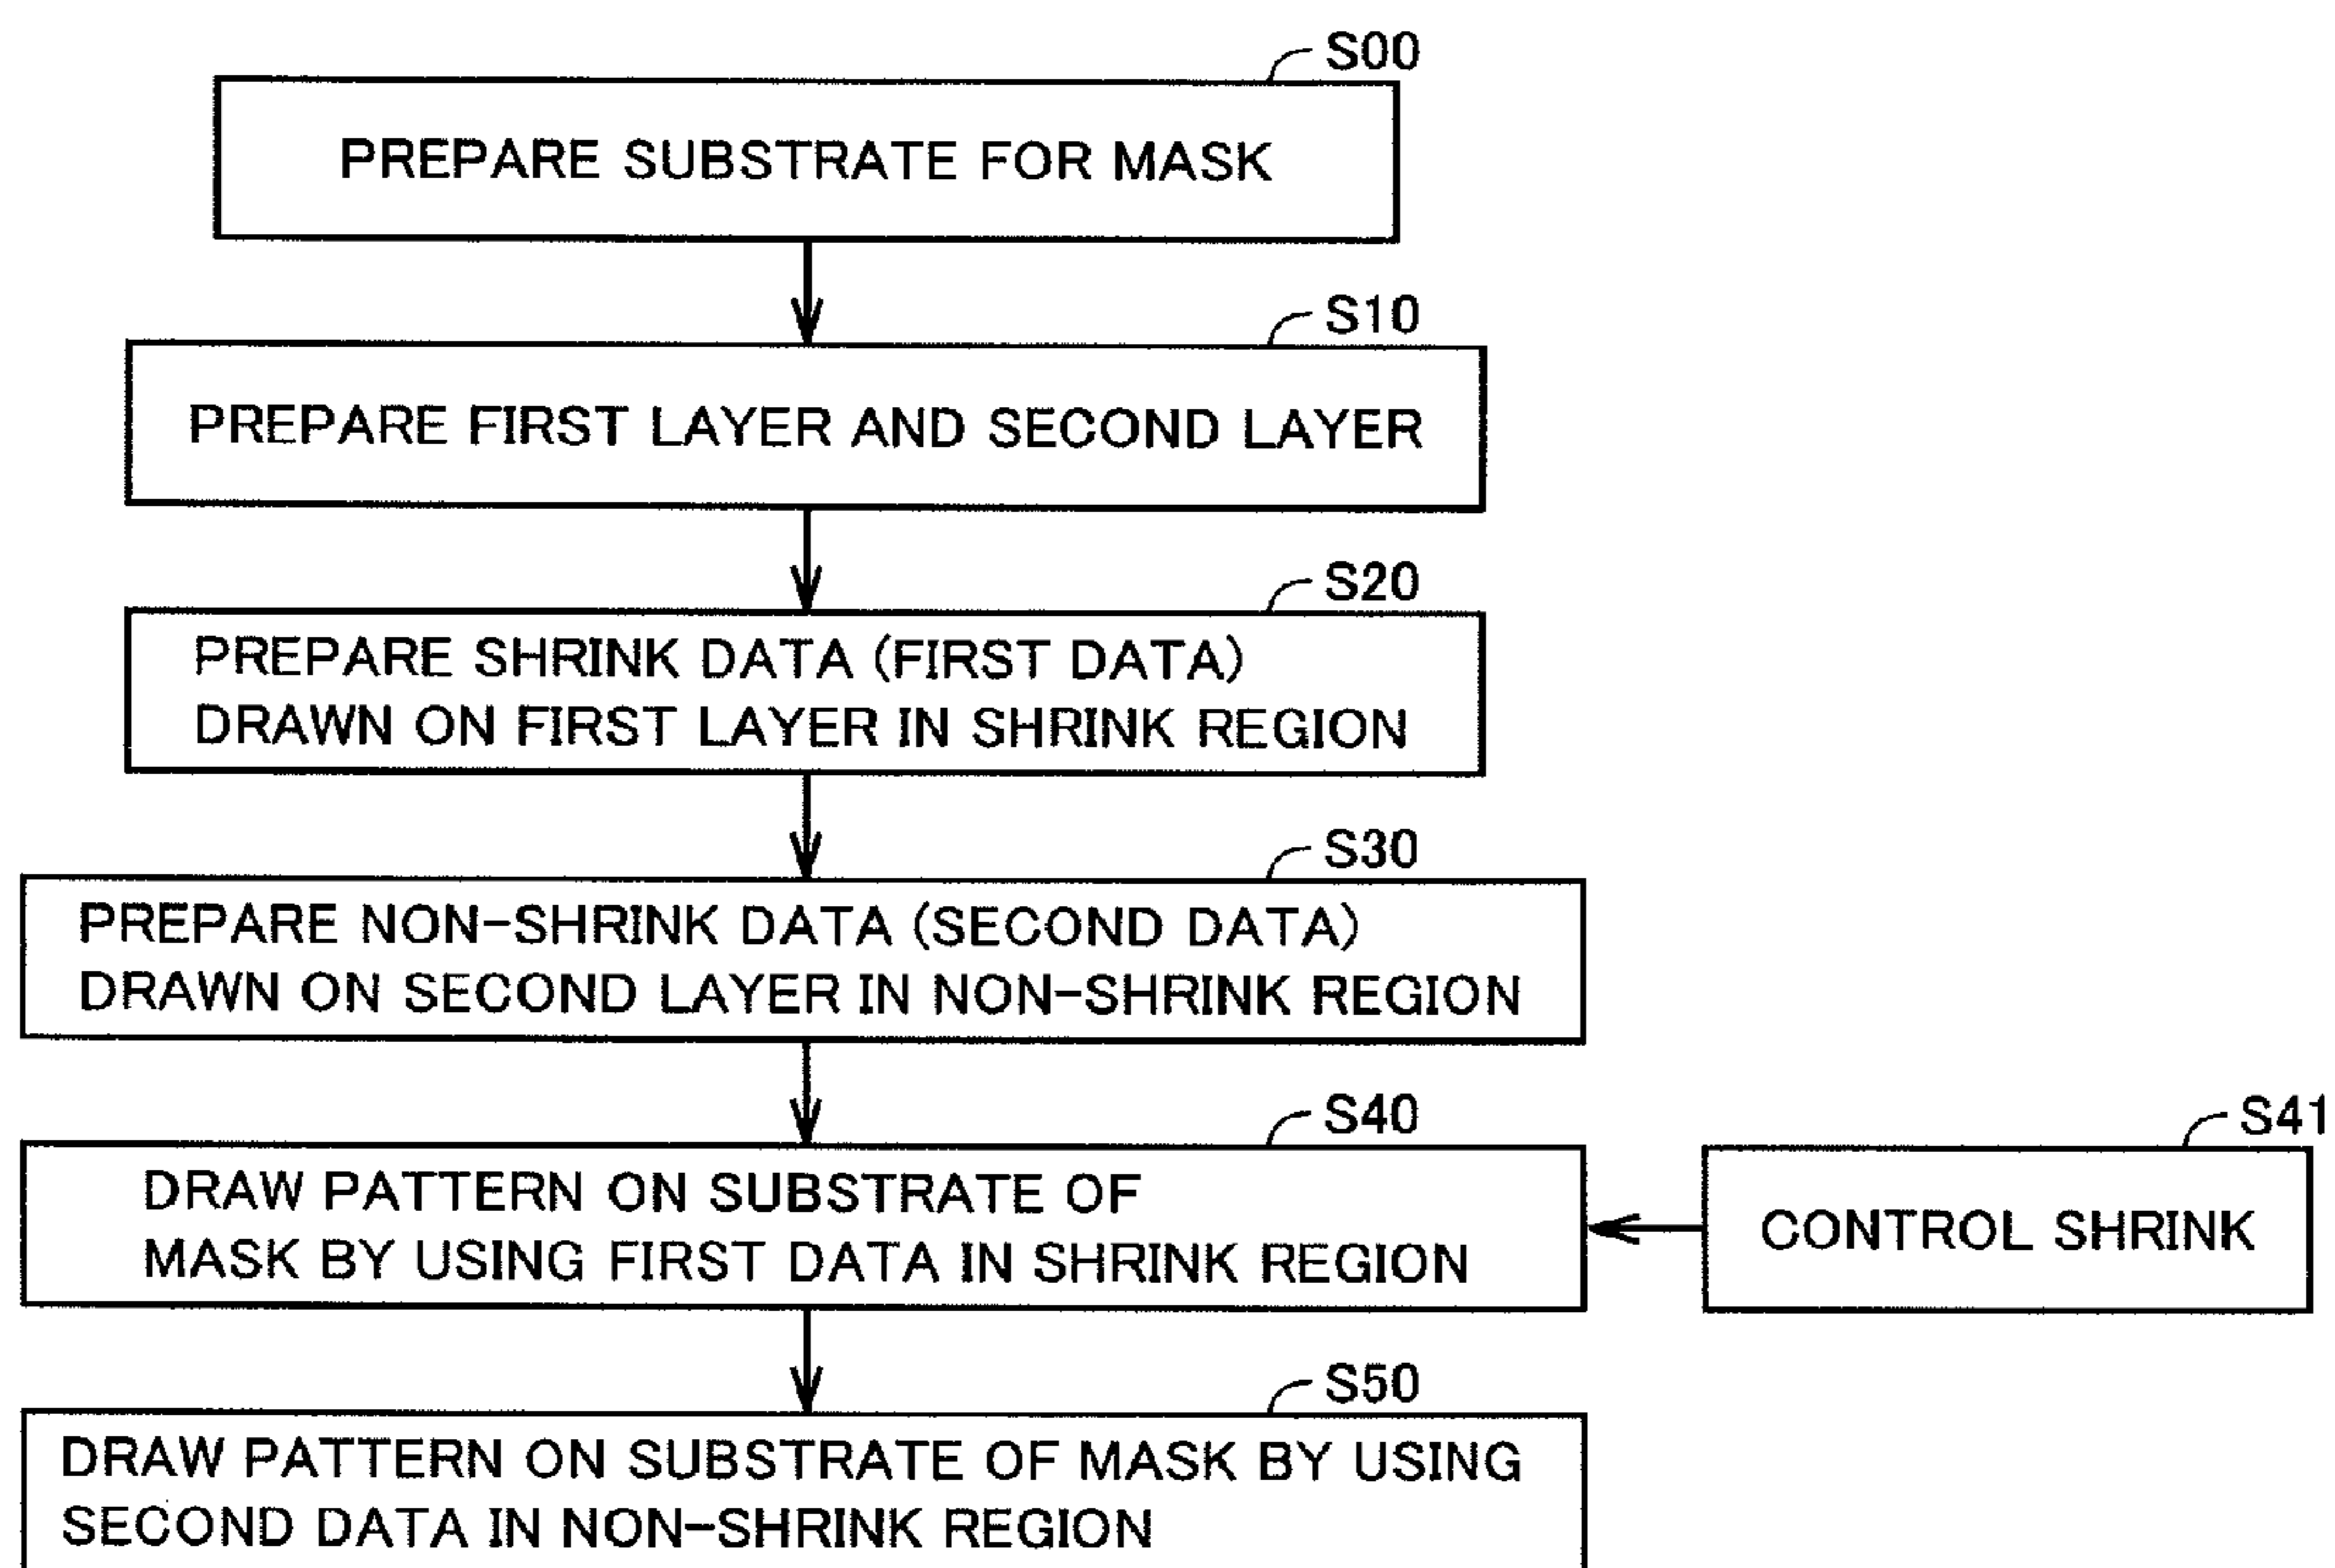 S00
PREPARE SUBSTRATE FOR MASK
S10
PREPARE FIRST LAYER AND SECOND LAYER
S20
PREPARE SHRINK DATA (FIRST DATA)
DRAWN ON FIRST LAYER IN SHRINK REGION
S30
PREPARE NON-SHRINK DATA (SECOND DATA)
DRAWN ON SECOND LAYER IN NON-SHRINK REGION
S40
DRAW PATTERN ON SUBSTRATE OF
MASK BY USING FIRST DATA IN SHRINK REGION
S41
CONTROL SHRINK
S50
DRAW PATTERN ON SUBSTRATE OF MASK BY USING
SECOND DATA IN NON-SHRINK REGION